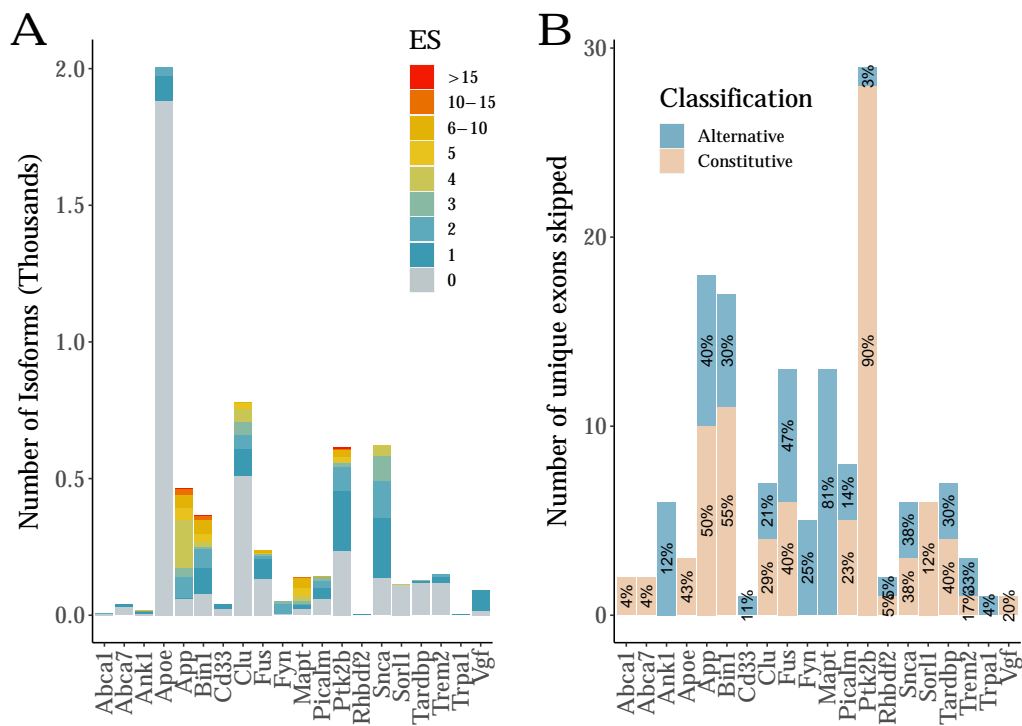 A
B
ES
>15
10−15
6−10
5
4
3
2
1
0
Number of Isoforms (Thousands)
2.0
1.5
1.0
0.5
0.0
Abca1
Abca7
Ank1
Apoe
App
Bin1
Cd33
Clu
Fus
Fyn
Mapt
Picalm
Ptk2b
Rhbdf2
Snca
Sorl1
Tardbp
Trem2
Trpa1
Vgf
Number of unique exons skipped
30
20
10
0
Classification
Alternative
Constitutive
4%
4%
12%
43%
40%
50%
30%
55%
11%
21%
29%
47%
40%
25%
81%
14%
23%
3%
90%
5%
5%
38%
38%
12%
30%
40%
33%
17%
4%
20%
Abca1
Abca7
Ank1
Apoe
App
Bin1
Cd33
Clu
Fus
Fyn
Mapt
Picalm
Ptk2b
Rhbdf2
Snca
Sorl1
Tardbp
Trem2
Trpa1
Vgf